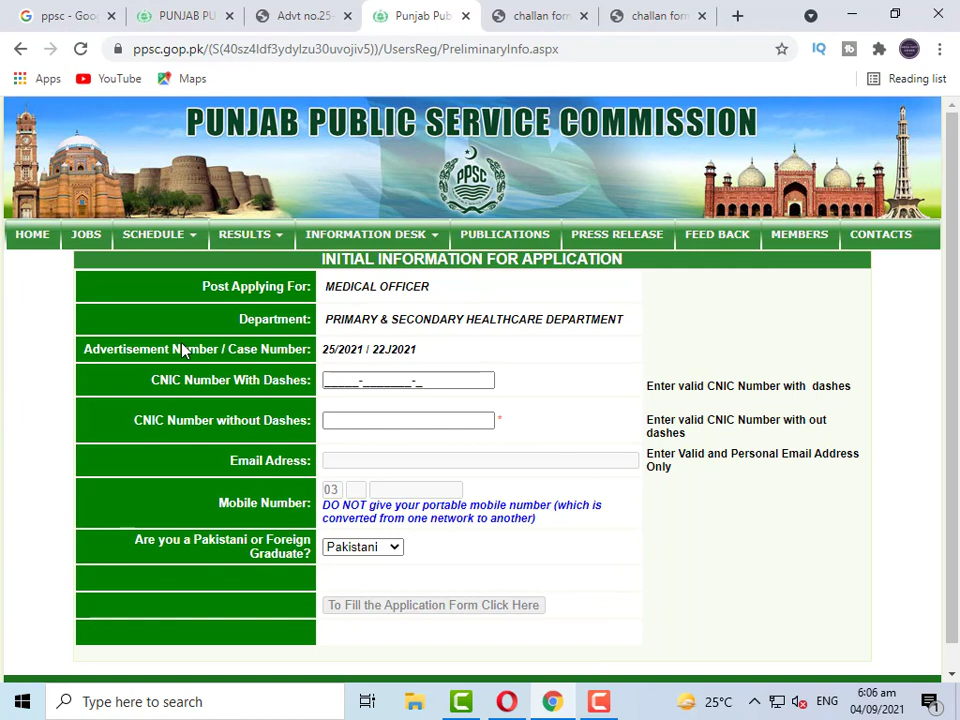 ppsc - Goo
PUNJAB PU
Advt no.25-
Punjab Pub
challan form
challan form
ppsc.gop.pk/(S(40sz4ldf3ydylzu30uvojiv5))/UsersReg/PreliminaryInfo.aspx
IQ
Apps
YouTube
Maps
Reading list
PUNJAB PUBLIC SERVICE COMMISSION
PPSC
HOME
JOBS
SCHEDULE
RESULTS
INFORMATION DESK
PUBLICATIONS
PRESS RELEASE
FEED BACK
MEMBERS
CONTACTS
INITIAL INFORMATION FOR APPLICATION
Post Applying For: MEDICAL OFFICER
Department: PRIMARY & SECONDARY HEALTHCARE DEPARTMENT
Advertisement Number / Case Number: 25/2021 / 22J2021
CNIC Number With Dashes: _____-_______-_
Enter valid CNIC Number with dashes
CNIC Number without Dashes: *
Enter valid CNIC Number with out
dashes
Email Adress:
Enter Valid and Personal Email Address
Only
Mobile Number: 03
DO NOT give your portable mobile number (which is
converted from one network to another)
Are you a Pakistani or Foreign
Graduate?
Pakistani
To Fill the Application Form Click Here
Type here to search
25°C
ENG
6:06 am
04/09/2021
1